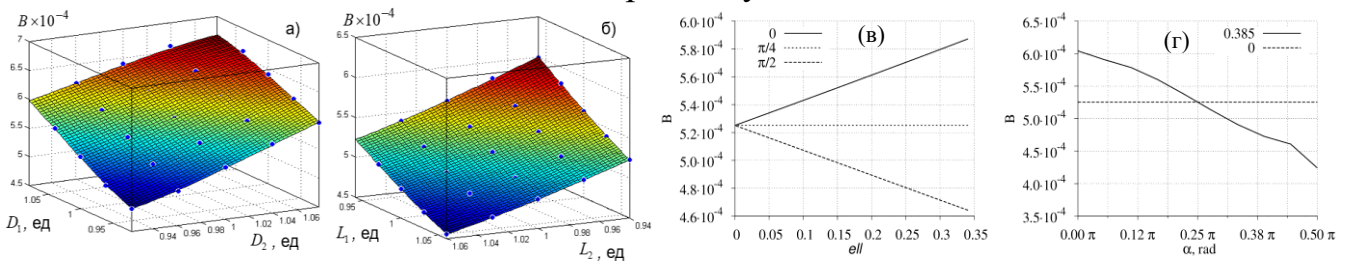 B×10⁻⁴
а)
7
6.5
6
5.5
5
4.5
1.05
1
0.95
D₁, ед
0.94 0.96 0.98 1 1.02 1.04 1.06
D₂, ед
B×10⁻⁴
б)
6.5
6
5.5
5
4.5
0.95
1
1.05
L₁, ед
1.06 1.04 1.02 1 0.98 0.96 0.94
L₂, ед
(в)
0
π/4
π/2
6.0·10⁻⁴
5.8·10⁻⁴
5.6·10⁻⁴
5.4·10⁻⁴
5.2·10⁻⁴
5.0·10⁻⁴
4.8·10⁻⁴
4.6·10⁻⁴
B
0 0.05 0.1 0.15 0.2 0.25 0.3 0.35
ell
(г)
0.385
0
6.5·10⁻⁴
6.0·10⁻⁴
5.5·10⁻⁴
5.0·10⁻⁴
4.5·10⁻⁴
4.0·10⁻⁴
3.5·10⁻⁴
B
0.00 π 0.12 π 0.25 π 0.38 π 0.50 π
α, rad